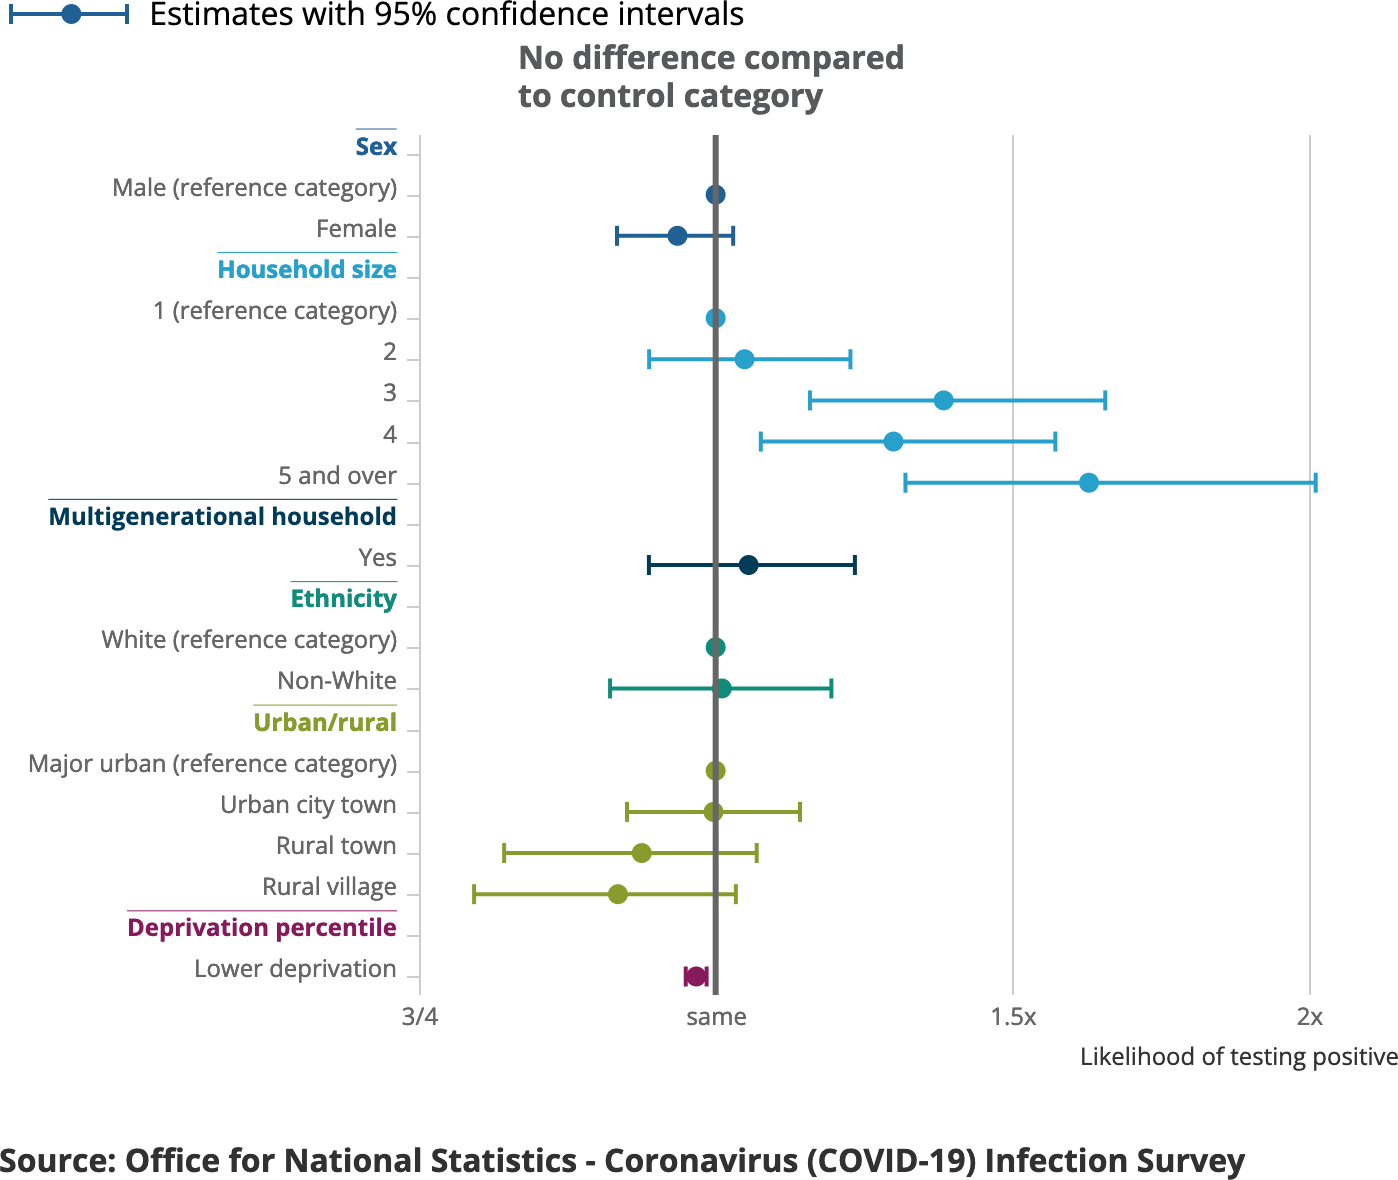 Estimates with 95% confidence intervals
No difference compared
to control category
Sex
Male (reference category)
Female
Household size
1 (reference category)
2
3
4
5 and over
Multigenerational household
Yes
Ethnicity
White (reference category)
Non-White
Urban/rural
Major urban (reference category)
Urban city town
Rural town
Rural village
Deprivation percentile
Lower deprivation
3/4 same 1.5x 2x
Likelihood of testing positive
Source: Office for National Statistics - Coronavirus (COVID-19) Infection Survey